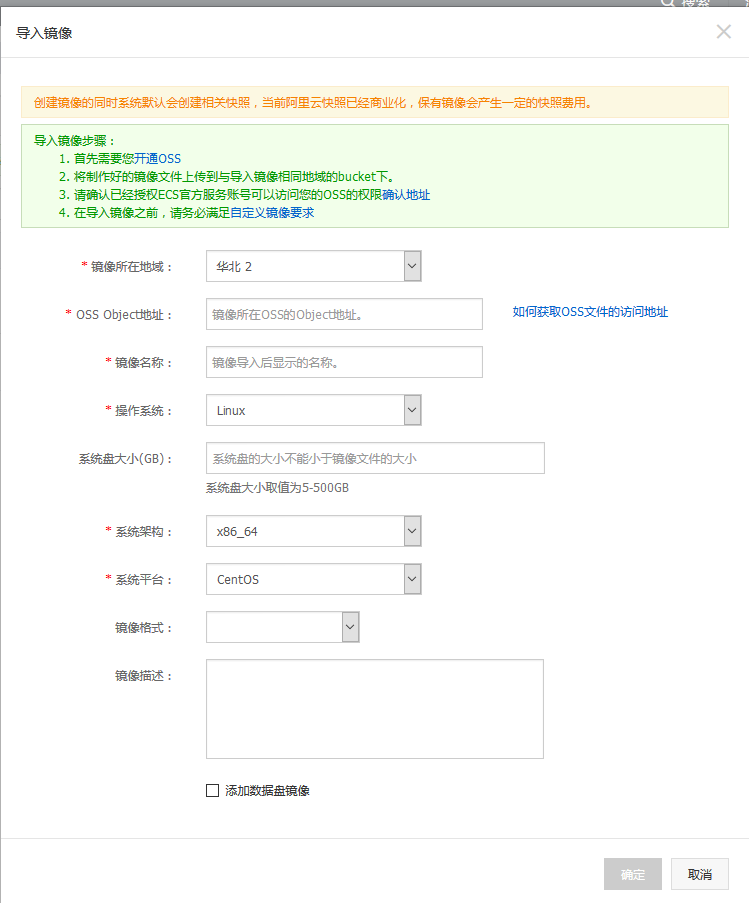 搜索
导入镜像
创建镜像的同时系统默认会创建相关快照，当前阿里云快照已经商业化，保有镜像会产生一定的快照费用。
导入镜像步骤：
1. 首先需要您开通OSS
2. 将制作好的镜像文件上传到与导入镜像相同地域的bucket下。
3. 请确认已经授权ECS官方服务账号可以访问您的OSS的权限确认地址
4. 在导入镜像之前，请务必满足自定义镜像要求
* 镜像所在地域： 华北 2
* OSS Object地址： 镜像所在OSS的Object地址。 如何获取OSS文件的访问地址
* 镜像名称： 镜像导入后显示的名称。
* 操作系统： Linux
系统盘大小(GB)： 系统盘的大小不能小于镜像文件的大小
系统盘大小取值为5-500GB
* 系统架构： x86_64
* 系统平台： CentOS
镜像格式：
镜像描述：
添加数据盘镜像
确定 取消